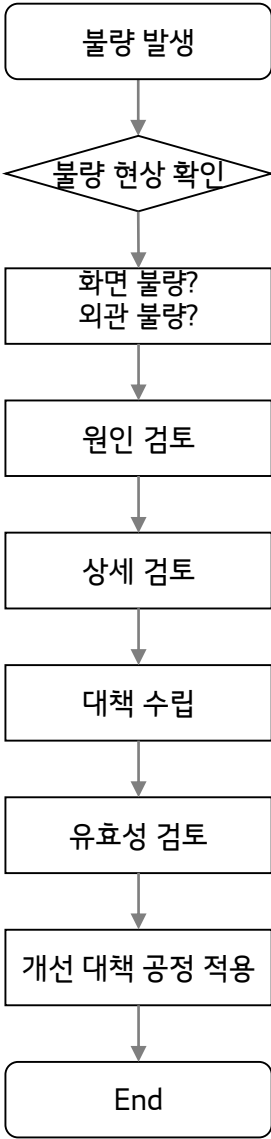 불량 발생
불량 현상 확인
화면 불량?
외관 불량?
원인 검토
상세 검토
대책 수립
유효성 검토
개선 대책 공정 적용
End